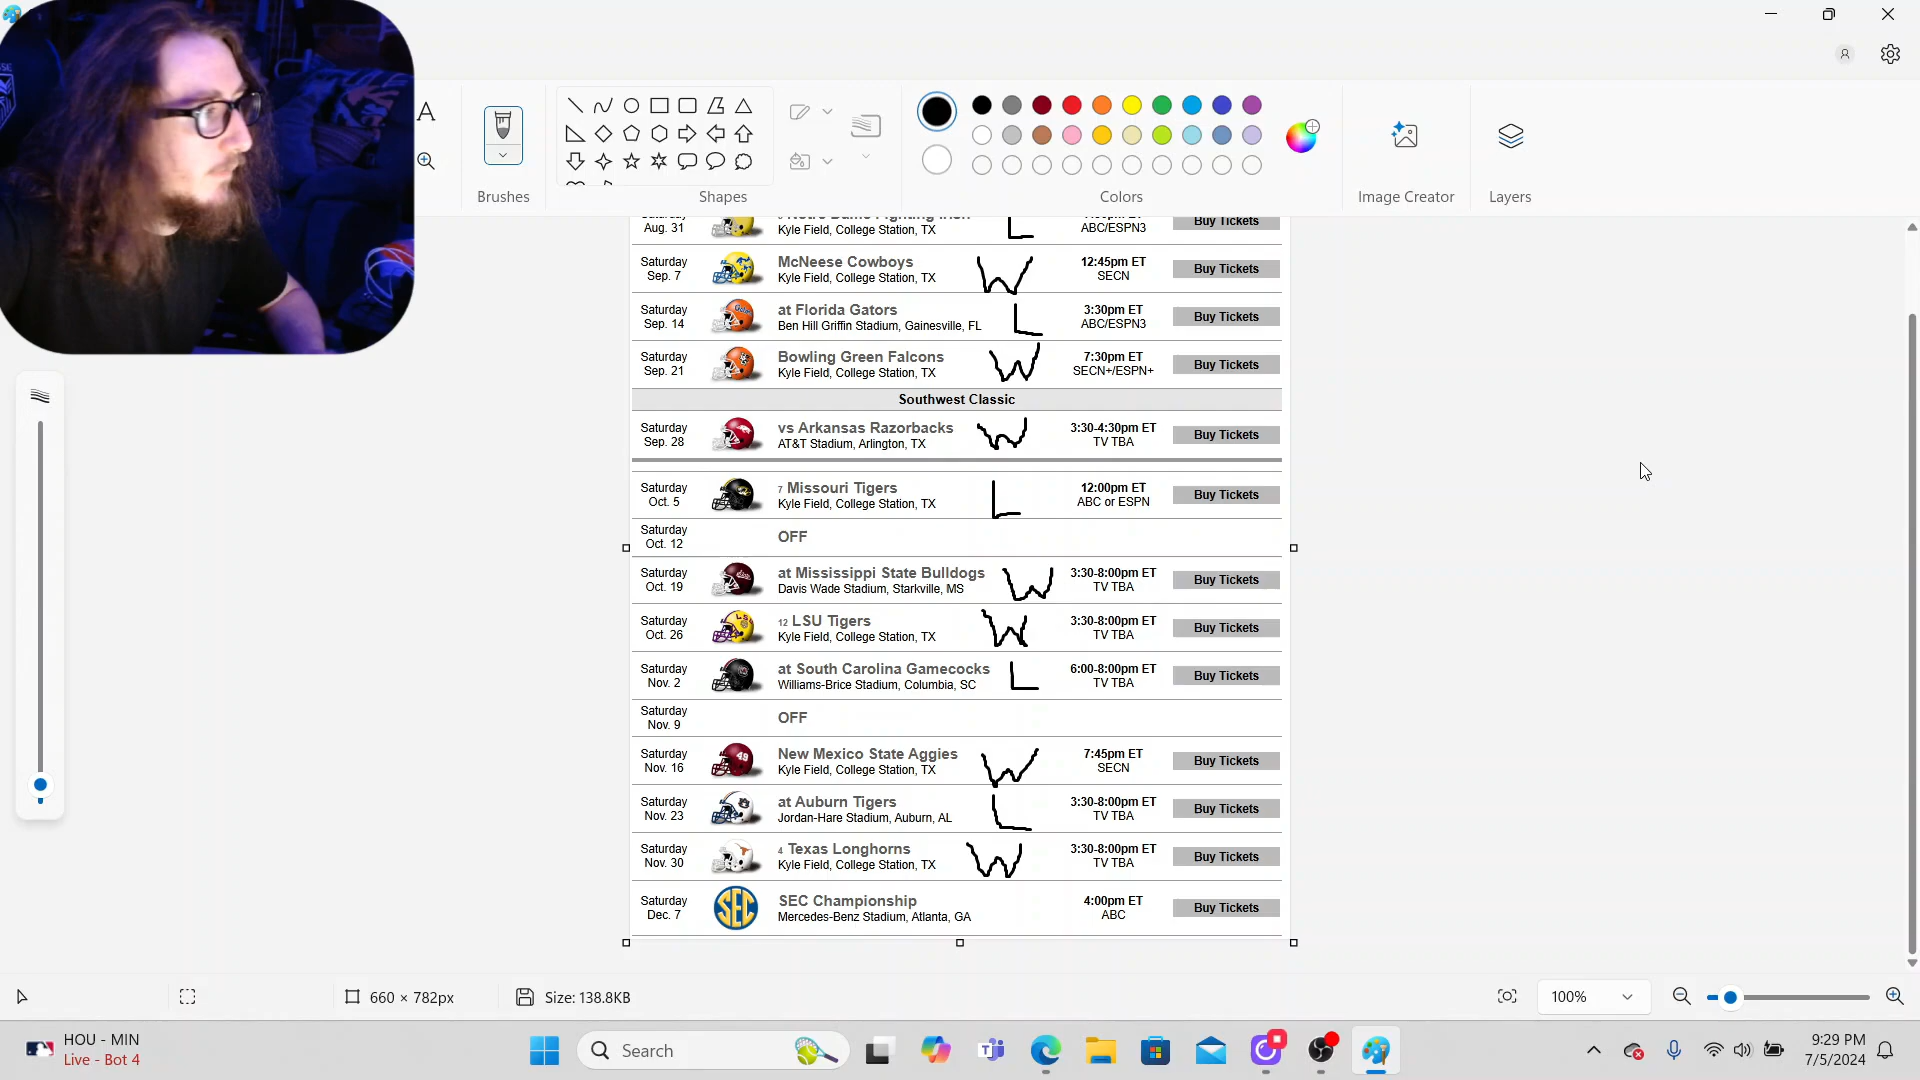 A
Brushes
Shapes
Colors
Image Creator
Layers
Saturday
Aug. 31
Notre Dame Fighting Irish
Kyle Field, College Station, TX
L
ABC/ESPN3
Buy Tickets
Saturday
Sep. 7
McNeese Cowboys
Kyle Field, College Station, TX
W
12:45pm ET
SECN
Buy Tickets
Saturday
Sep. 14
at Florida Gators
Ben Hill Griffin Stadium, Gainesville, FL
L
3:30pm ET
ABC/ESPN3
Buy Tickets
Saturday
Sep. 21
Bowling Green Falcons
Kyle Field, College Station, TX
W
7:30pm ET
SECN+/ESPN+
Buy Tickets
Southwest Classic
Saturday
Sep. 28
vs Arkansas Razorbacks
AT&T Stadium, Arlington, TX
W
3:30-4:30pm ET
TV TBA
Buy Tickets
Saturday
Oct. 5
7 Missouri Tigers
Kyle Field, College Station, TX
L
12:00pm ET
ABC or ESPN
Buy Tickets
Saturday
Oct. 12
OFF
Saturday
Oct. 19
at Mississippi State Bulldogs
Davis Wade Stadium, Starkville, MS
W
3:30-8:00pm ET
TV TBA
Buy Tickets
Saturday
Oct. 26
12 LSU Tigers
Kyle Field, College Station, TX
W
3:30-8:00pm ET
TV TBA
Buy Tickets
Saturday
Nov. 2
at South Carolina Gamecocks
Williams-Brice Stadium, Columbia, SC
L
6:00-8:00pm ET
TV TBA
Buy Tickets
Saturday
Nov. 9
OFF
Saturday
Nov. 16
New Mexico State Aggies
Kyle Field, College Station, TX
W
7:45pm ET
SECN
Buy Tickets
Saturday
Nov. 23
at Auburn Tigers
Jordan-Hare Stadium, Auburn, AL
L
3:30-8:00pm ET
TV TBA
Buy Tickets
Saturday
Nov. 30
4 Texas Longhorns
Kyle Field, College Station, TX
W
3:30-8:00pm ET
TV TBA
Buy Tickets
Saturday
Dec. 7
SEC
SEC Championship
Mercedes-Benz Stadium, Atlanta, GA
4:00pm ET
ABC
Buy Tickets
660 × 782px
Size: 138.8KB
100%
HOU - MIN
Live - Bot 4
Search
9:29 PM
7/5/2024